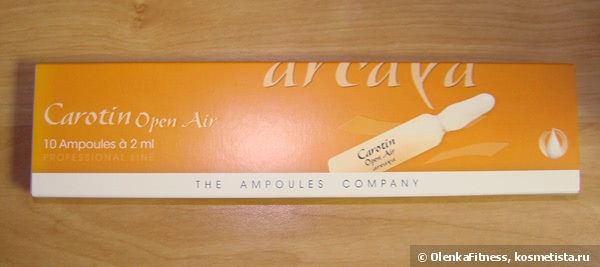 arcaya
Carotin Open Air
10 Ampoules à 2 ml
PROFESSIONAL LINE
Carotin
Open Air
arcaya
THE AMPOULES COMPANY
© OlenkaFitness, kosmetista.ru